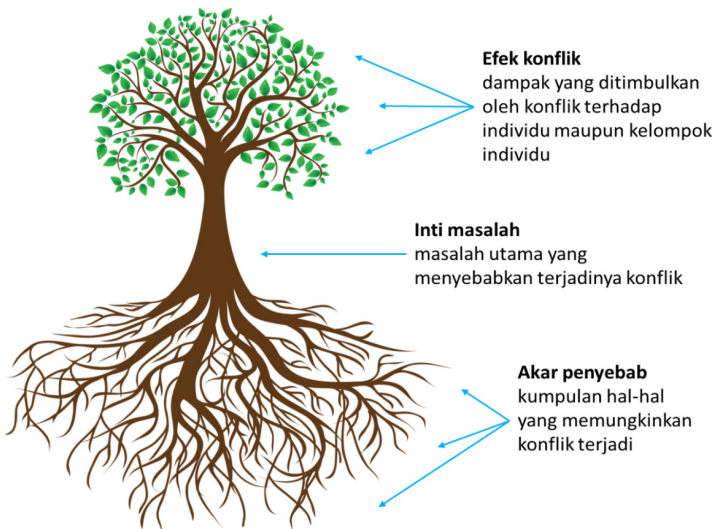 Efek konflik
dampak yang ditimbulkan
oleh konflik terhadap
individu maupun kelompok
individu
Inti masalah
masalah utama yang
menyebabkan terjadinya konflik
Akar penyebab
kumpulan hal-hal
yang memungkinkan
konflik terjadi